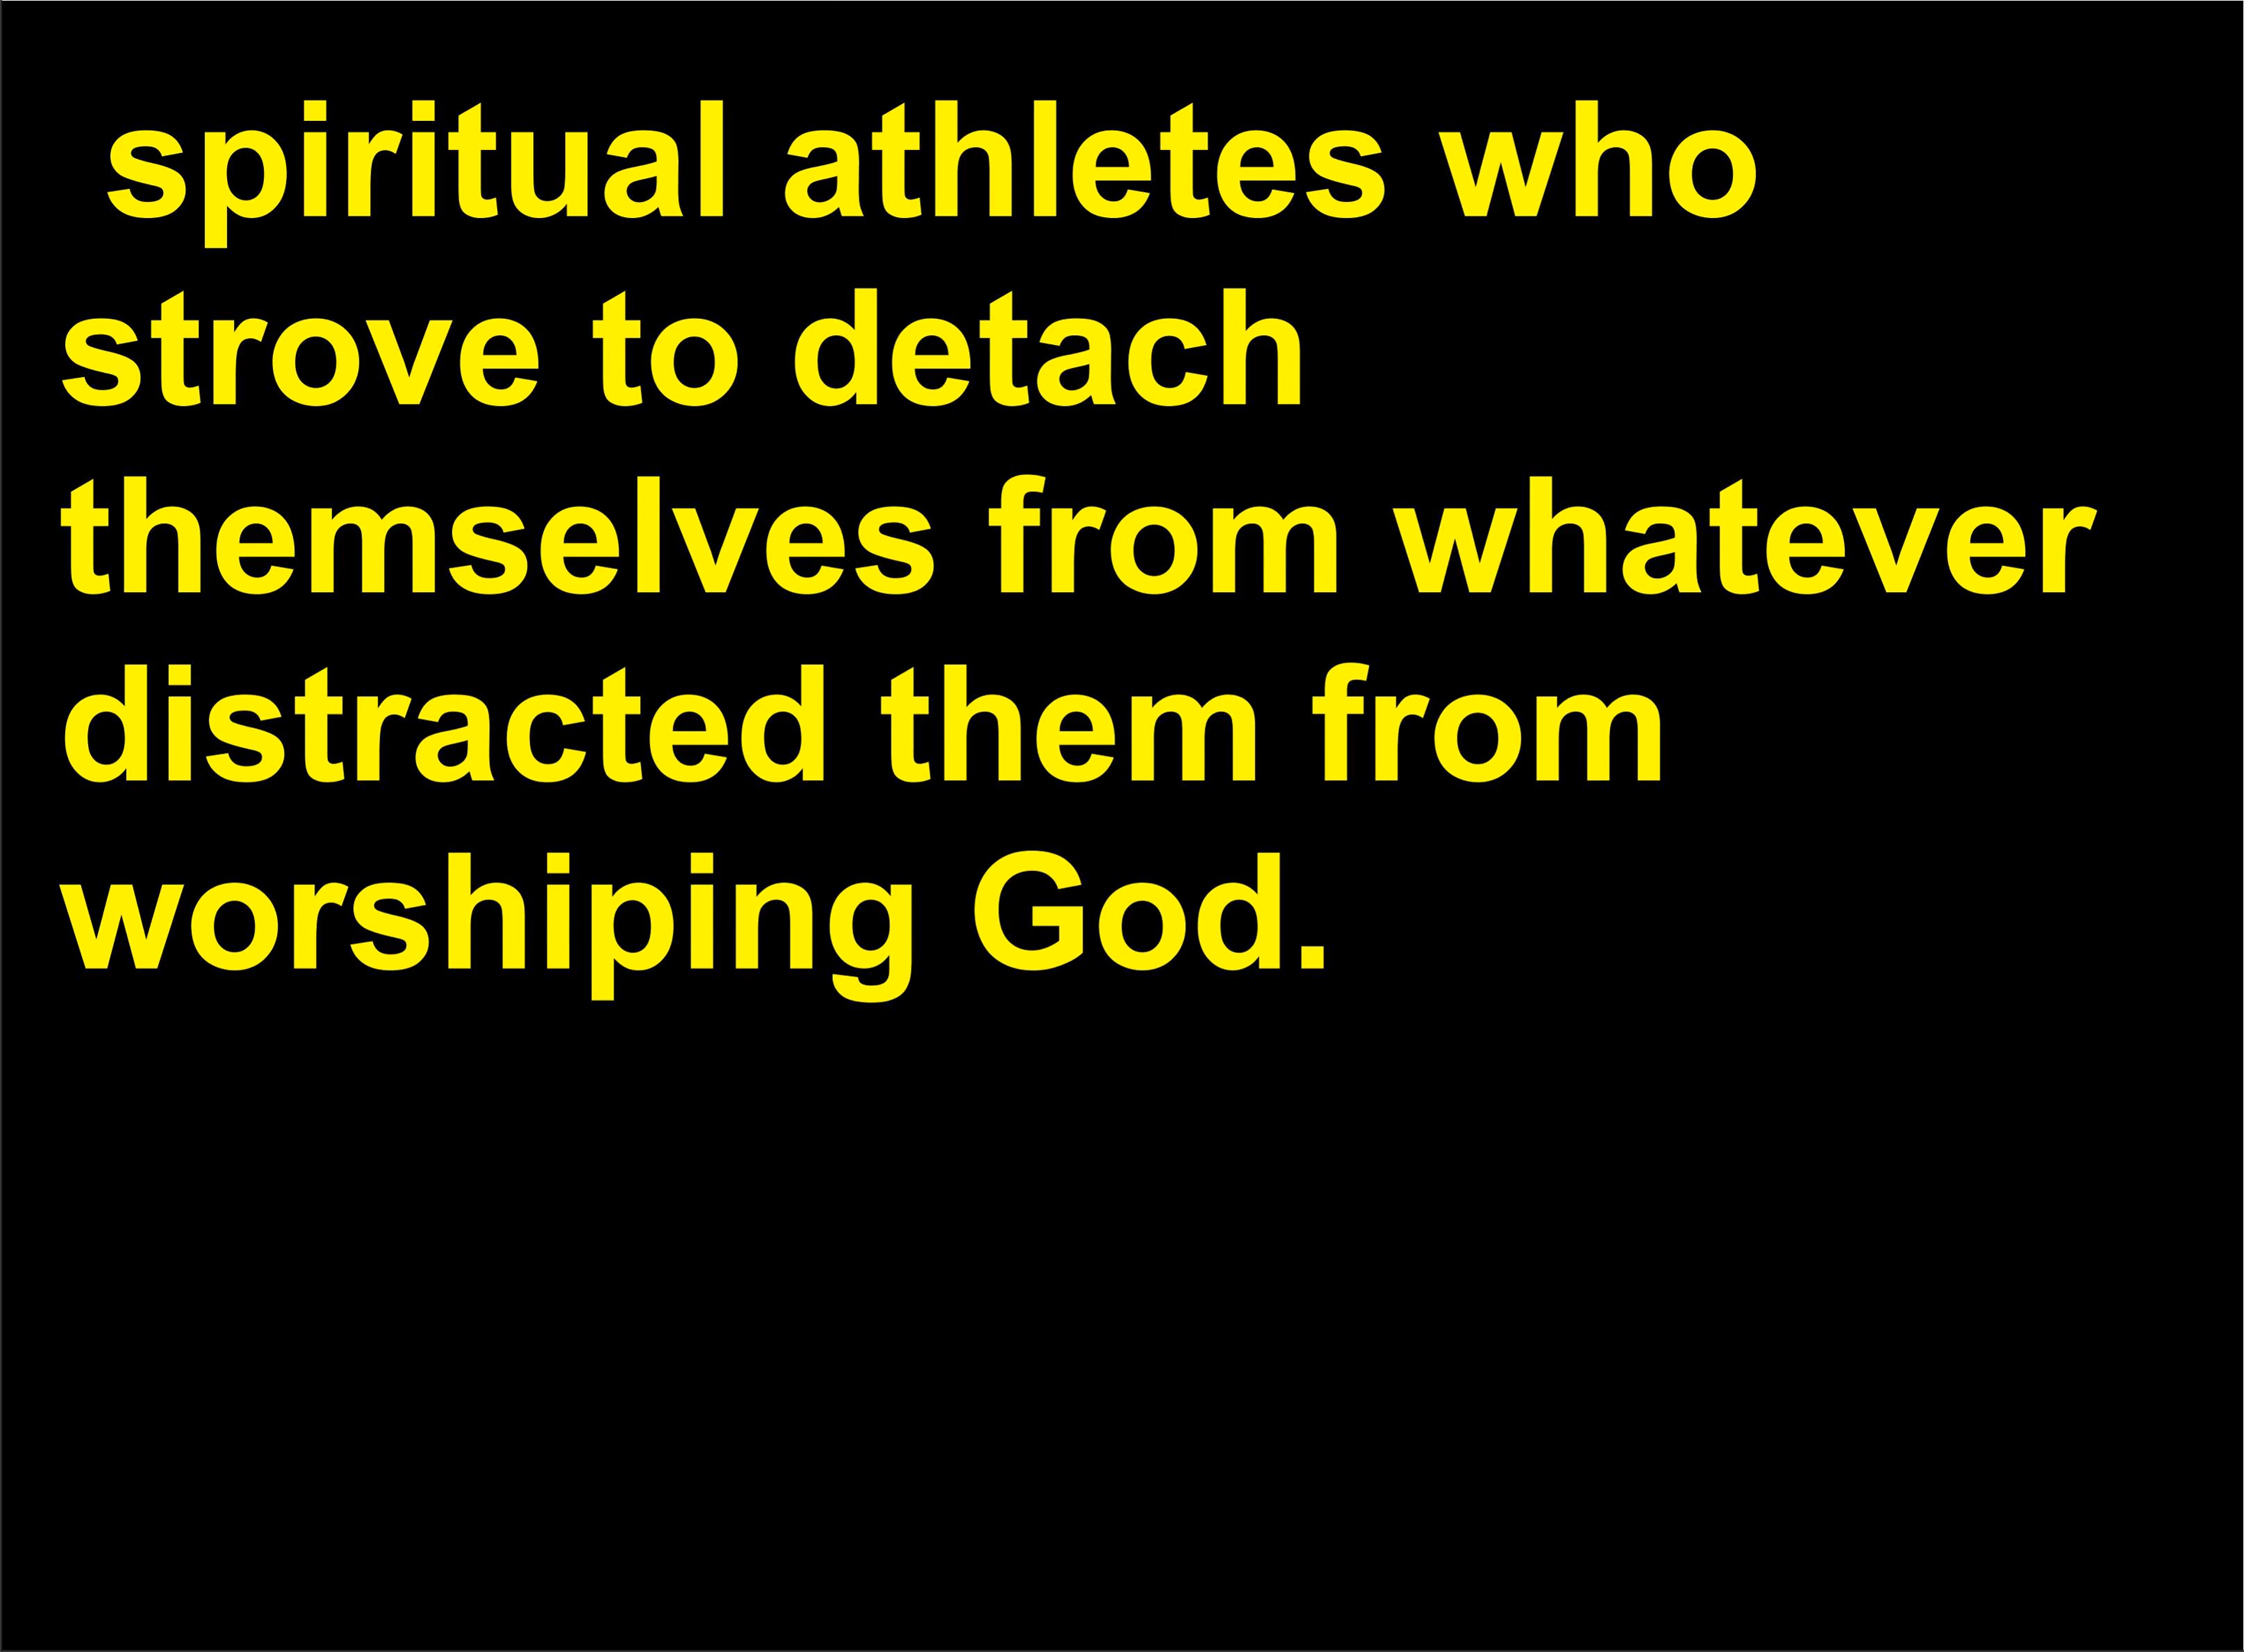 spiritual athletes who
strove to detach
themselves from whatever
distracted them from
worshiping God.